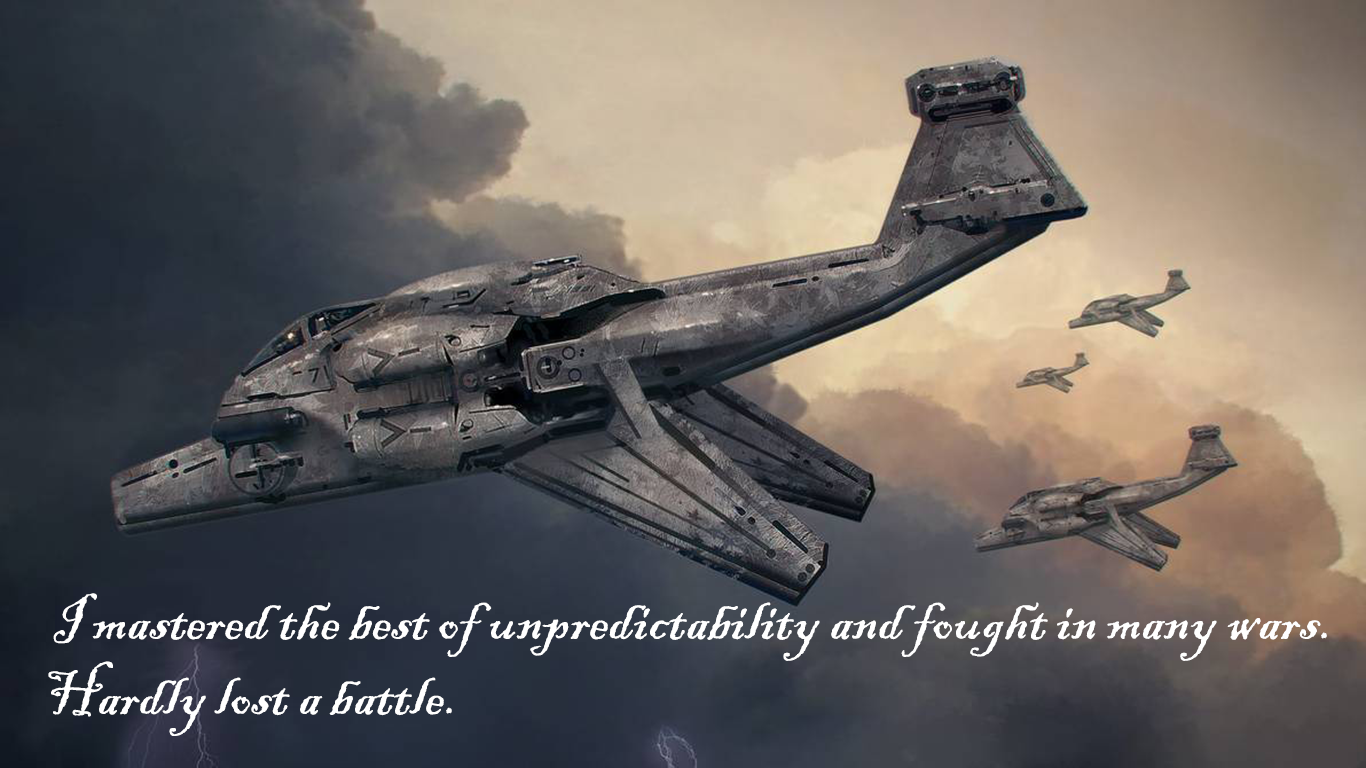 I mastered the best of unpredictability and fought in many wars.
Hardly lost a battle.